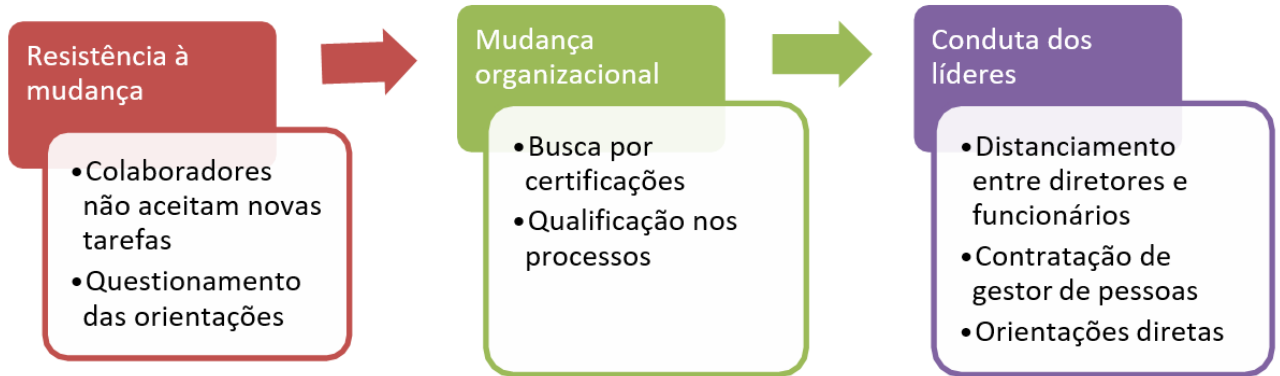 Resistência à
mudança
•Colaboradores
não aceitam novas
tarefas
•Questionamento
das orientações
Mudança
organizacional
•Busca por
certificações
•Qualificação nos
processos
Conduta dos
líderes
•Distanciamento
entre diretores e
funcionários
•Contratação de
gestor de pessoas
•Orientações diretas